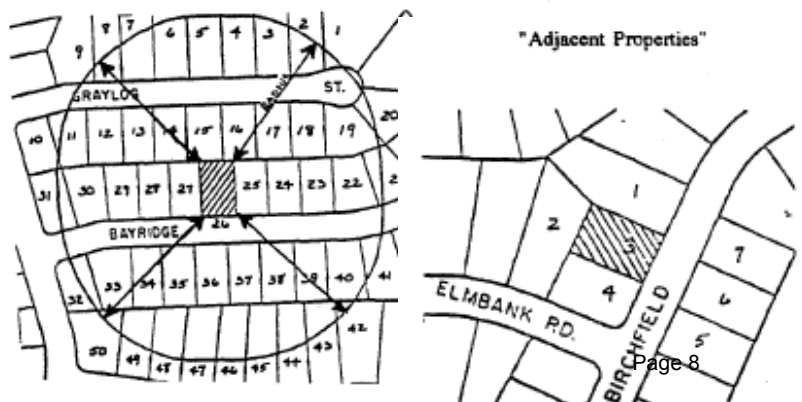 9 8 7 6 5 4 3 2 1
GRAYLOG ST.
RADIUS
10 11 12 13 14 15 16 17 18 19 20
31 30 29 28 27 25 24 23 22
26
BAYRIDGE
32 33 34 35 36 37 38 39 40 41
50 49 48 47 46 45 44 43 42
"Adjacent Properties"
1
2 3
4
7
6
5
ELMBANK RD.
BIRCHFIELD
Page 8